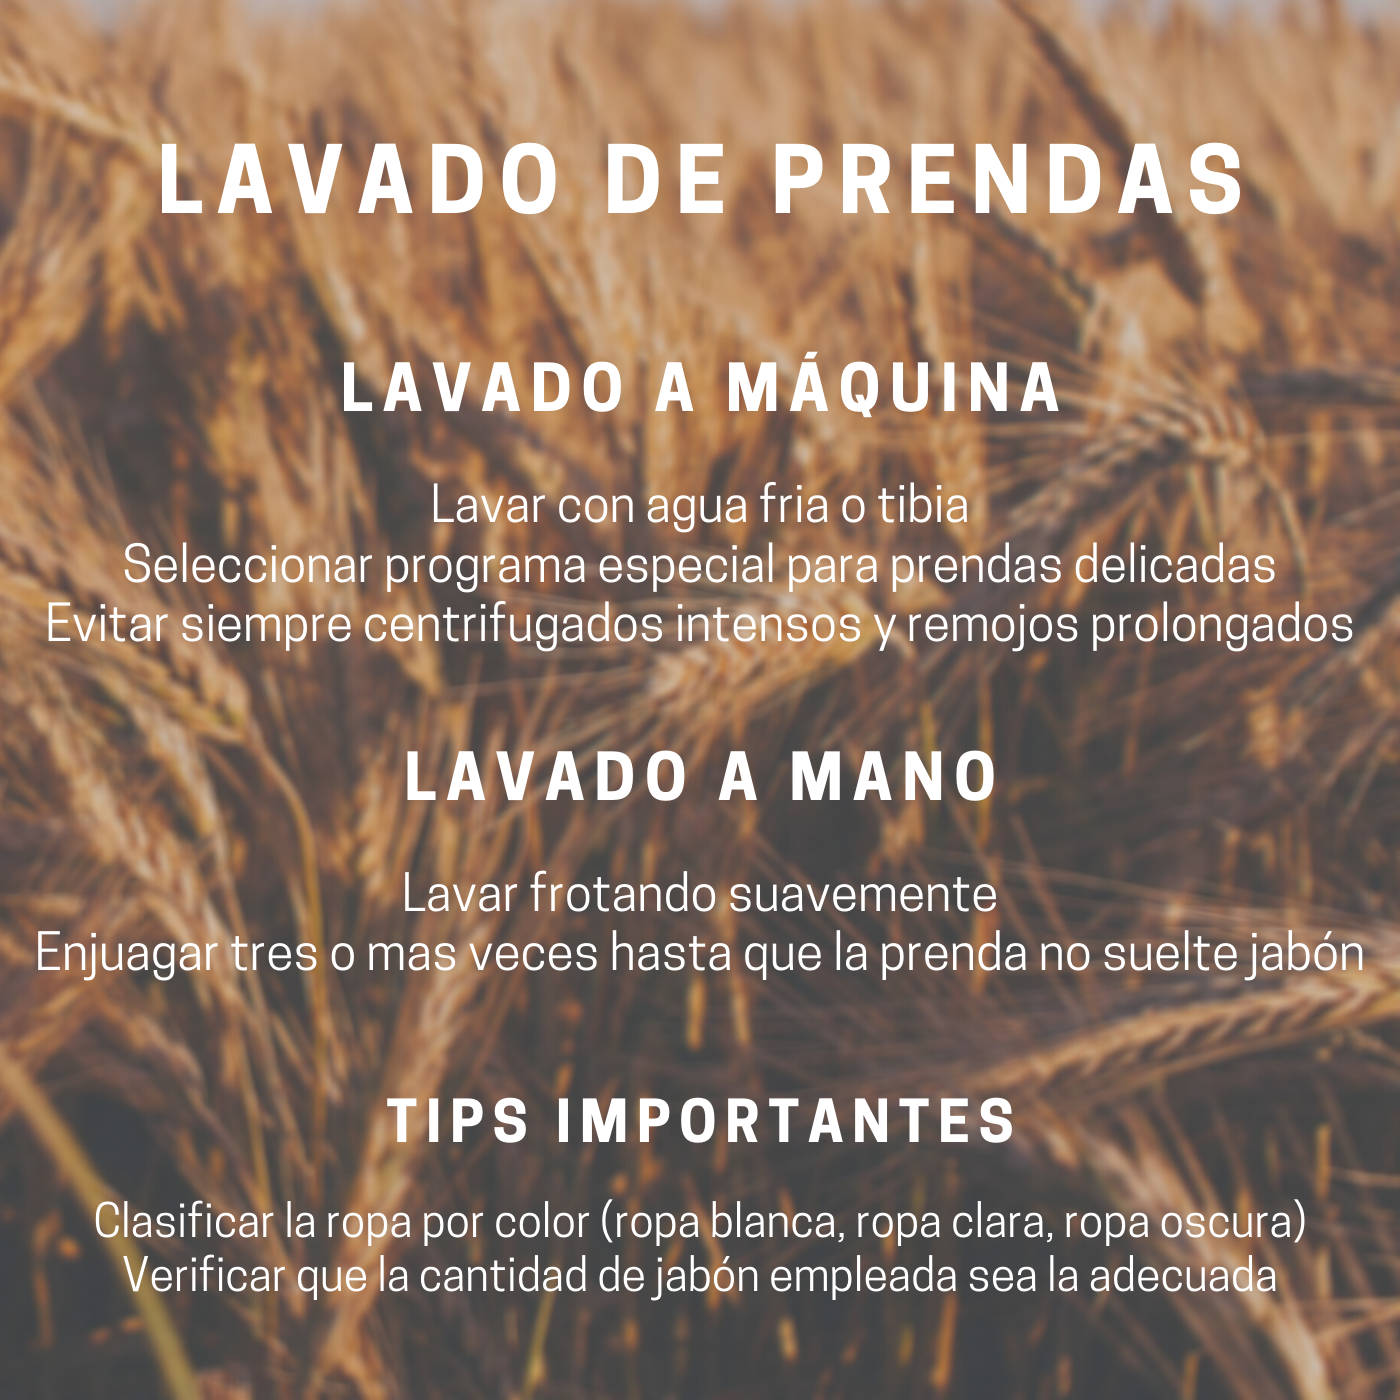 LAVADO DE PRENDAS
LAVADO A MÁQUINA
Lavar con agua fria o tibia
Seleccionar programa especial para prendas delicadas
Evitar siempre centrifugados intensos y remojos prolongados
LAVADO A MANO
Lavar frotando suavemente
Enjuagar tres o mas veces hasta que la prenda no suelte jabón
TIPS IMPORTANTES
Clasificar la ropa por color (ropa blanca, ropa clara, ropa oscura)
Verificar que la cantidad de jabón empleada sea la adecuada